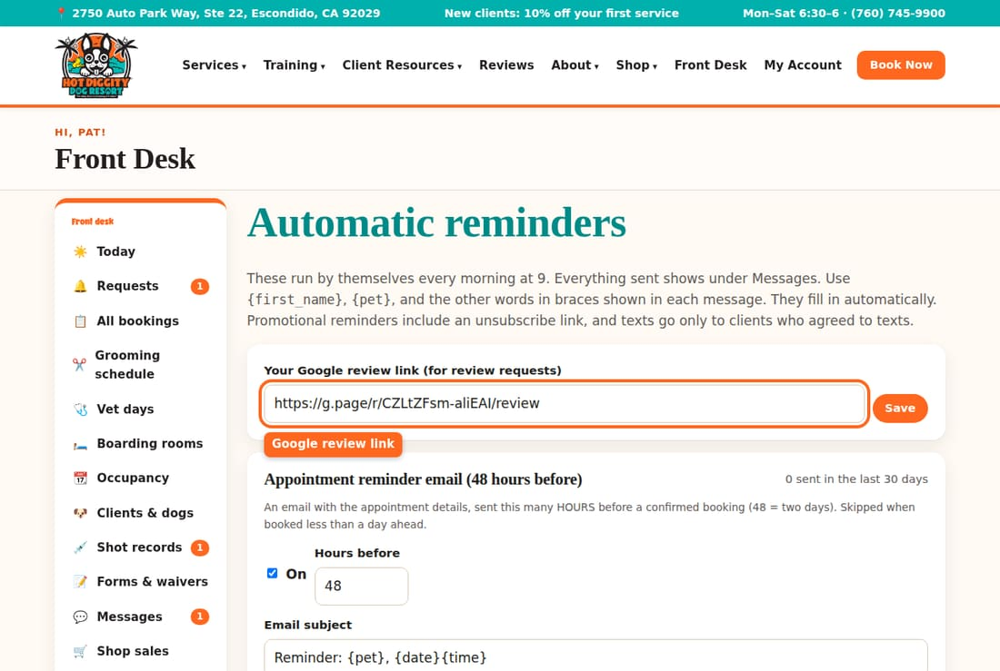 📍 2750 Auto Park Way, Ste 22, Escondido, CA 92029
New clients: 10% off your first service
Mon–Sat 6:30–6 · (760) 745-9900
HOT DIGGITY
DOG RESORT
Services ▾
Training ▾
Client Resources ▾
Reviews
About ▾
Shop ▾
Front Desk
My Account
Book Now
HI, PAT!
Front Desk
Front desk
Today
Requests 1
All bookings
Grooming
schedule
Vet days
Boarding rooms
Occupancy
Clients & dogs
Shot records 1
Forms & waivers
Messages 1
Shop sales
Automatic reminders
These run by themselves every morning at 9. Everything sent shows under Messages. Use
{first_name}, {pet}, and the other words in braces shown in each message. They fill in automatically.
Promotional reminders include an unsubscribe link, and texts go only to clients who agreed to texts.
Your Google review link (for review requests)
https://g.page/r/CZLtZFsm-aliEAI/review
Save
Google review link
Appointment reminder email (48 hours before)
0 sent in the last 30 days
An email with the appointment details, sent this many HOURS before a confirmed booking (48 = two days). Skipped when
booked less than a day ahead.
Hours before
On
48
Email subject
Reminder: {pet}, {date}{time}